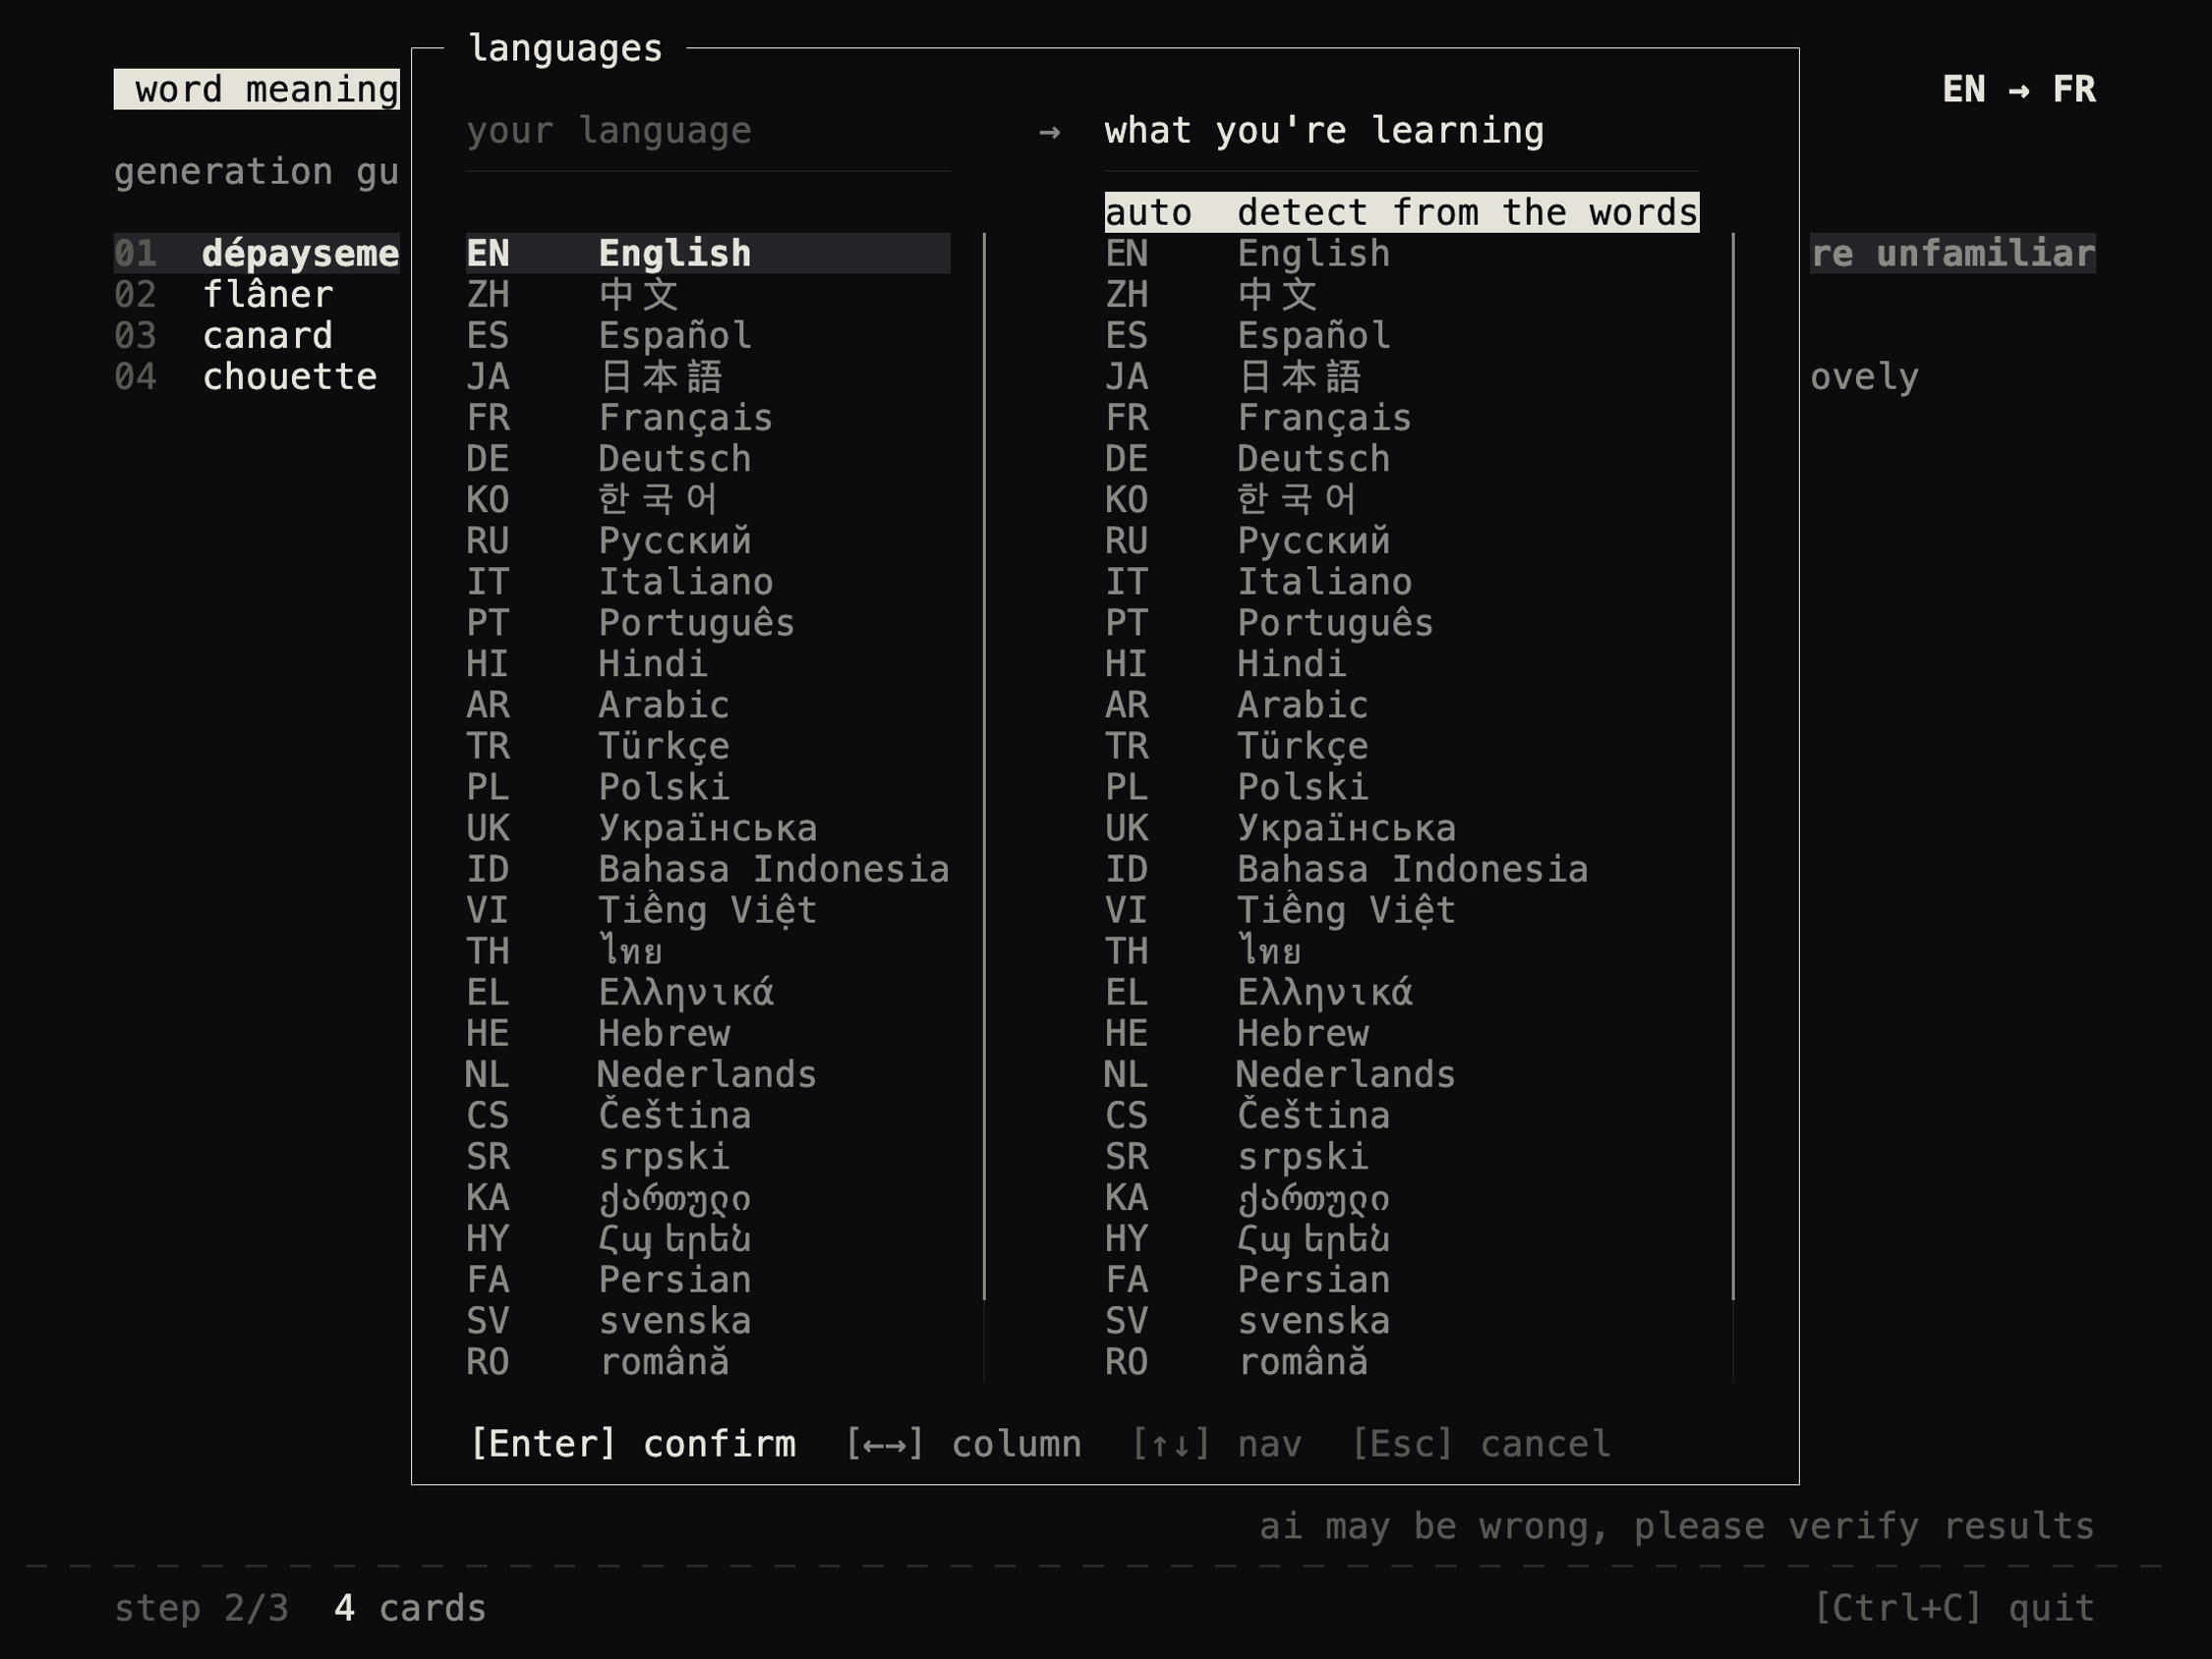 languages
word meaning
EN → FR
your language → what you're learning
generation gu
auto detect from the words
01 dépayseme
re unfamiliar
02 flâner
03 canard
04 chouette
ovely
EN English
ZH 中文
ES Español
JA 日本語
FR Français
DE Deutsch
KO 한국어
RU Русский
IT Italiano
PT Português
HI Hindi
AR Arabic
TR Türkçe
PL Polski
UK Українська
ID Bahasa Indonesia
VI Tiếng Việt
TH ไทย
EL Ελληνικά
HE Hebrew
NL Nederlands
CS Čeština
SR srpski
KA ქართული
HY Հայերեն
FA Persian
SV svenska
RO română
EN English
ZH 中文
ES Español
JA 日本語
FR Français
DE Deutsch
KO 한국어
RU Русский
IT Italiano
PT Português
HI Hindi
AR Arabic
TR Türkçe
PL Polski
UK Українська
ID Bahasa Indonesia
VI Tiếng Việt
TH ไทย
EL Ελληνικά
HE Hebrew
NL Nederlands
CS Čeština
SR srpski
KA ქართული
HY Հայերեն
FA Persian
SV svenska
RO română
[Enter] confirm [←→] column [↑↓] nav [Esc] cancel
ai may be wrong, please verify results
step 2/3 4 cards
[Ctrl+C] quit